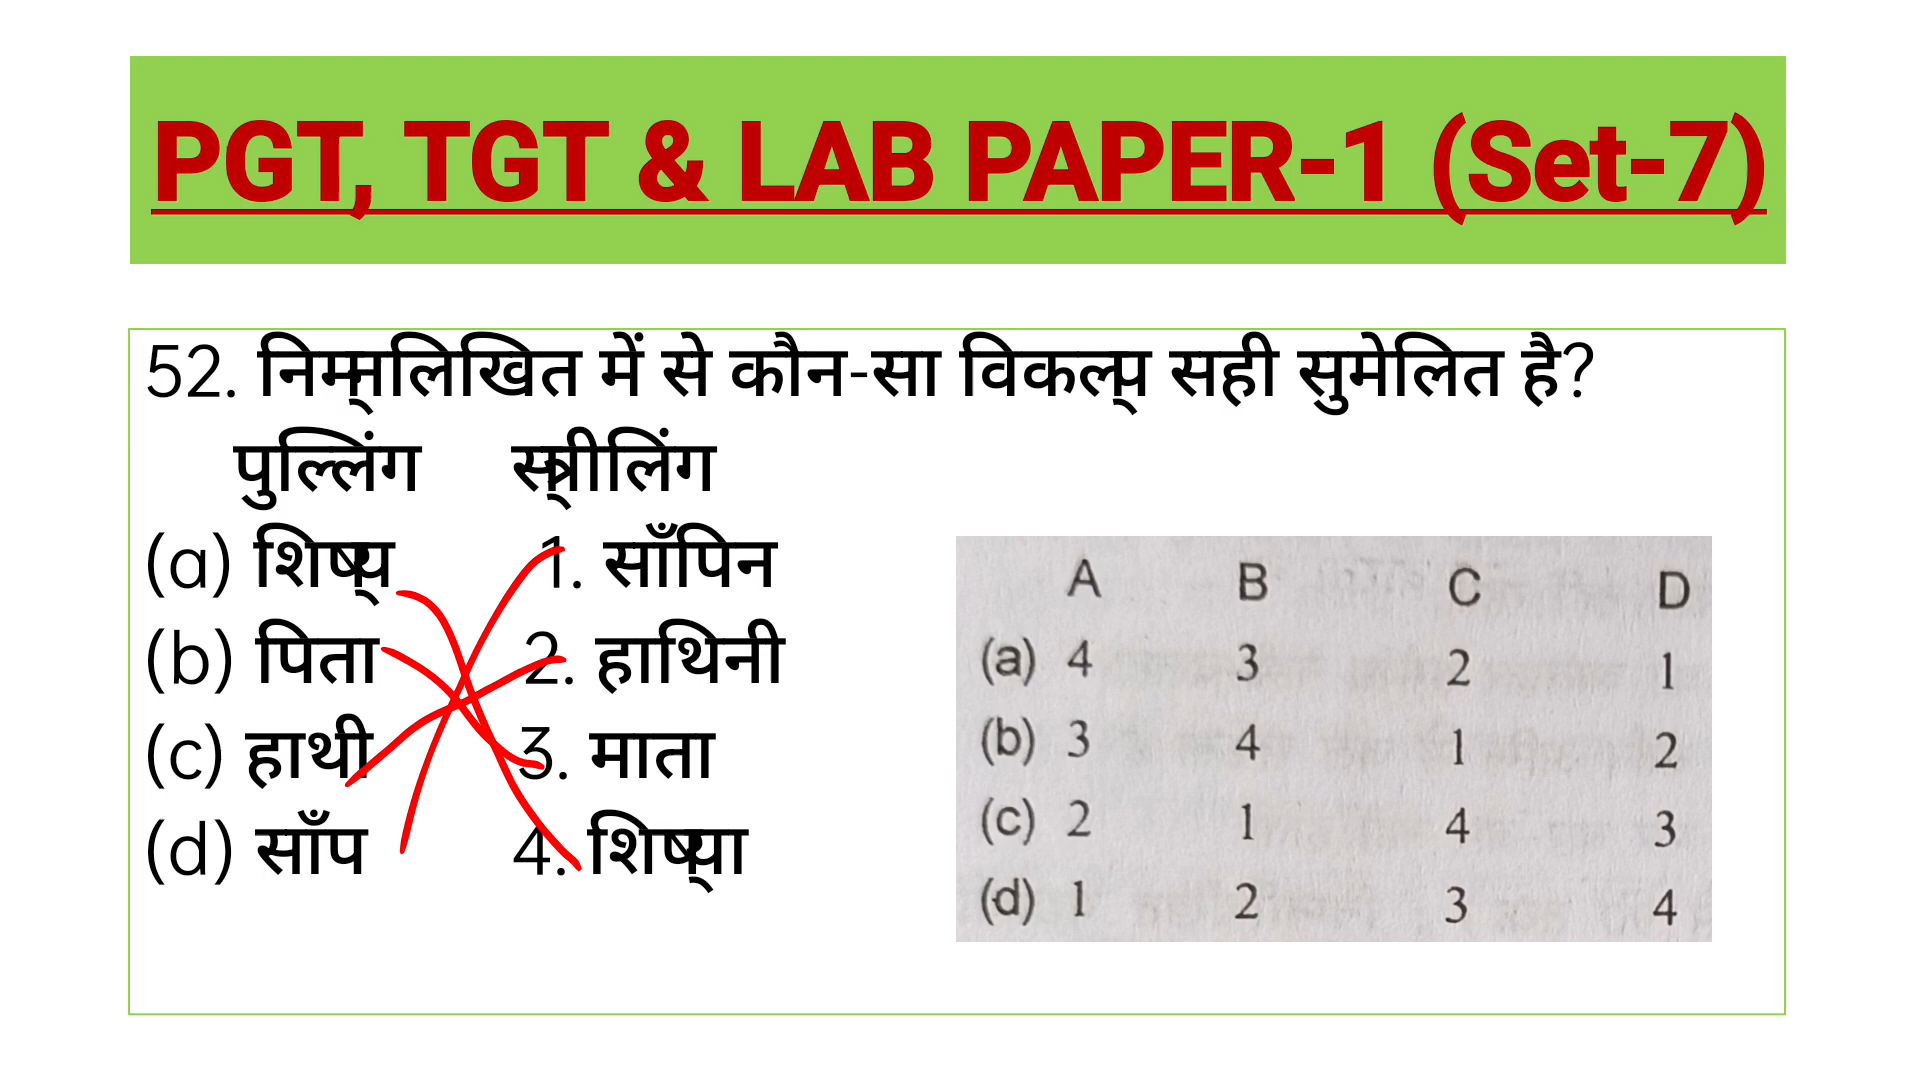 PGT, TGT & LAB PAPER-1 (Set-7)
52. निम्नलिखित में से कौन-सा विकल्प सही सुमेलित है?
पुल्लिंग स्त्रीलिंग
(a) शिष्य 1. साँपिन
(b) पिता 2. हाथिनी
(c) हाथी 3. माता
(d) साँप 4. शिष्या
A B C D
(a) 4 3 2 1
(b) 3 4 1 2
(c) 2 1 4 3
(d) 1 2 3 4